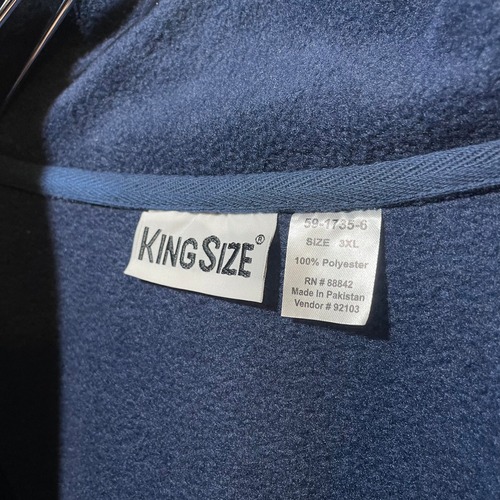 KINGSIZE®
59-1735-6
SIZE 3XL
100% Polyester
RN # 88842
Made In Pakistan
Vendor # 92103